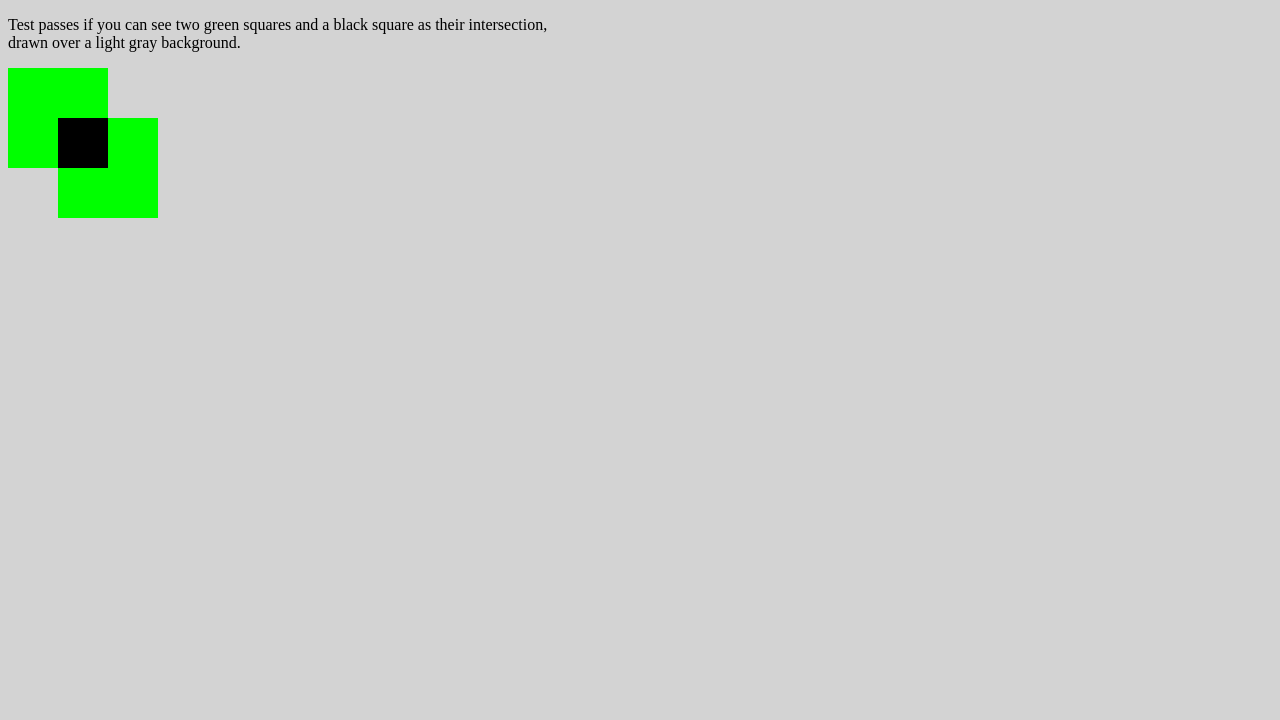 Test passes if you can see two green squares and a black square as their intersection,
drawn over a light gray background.